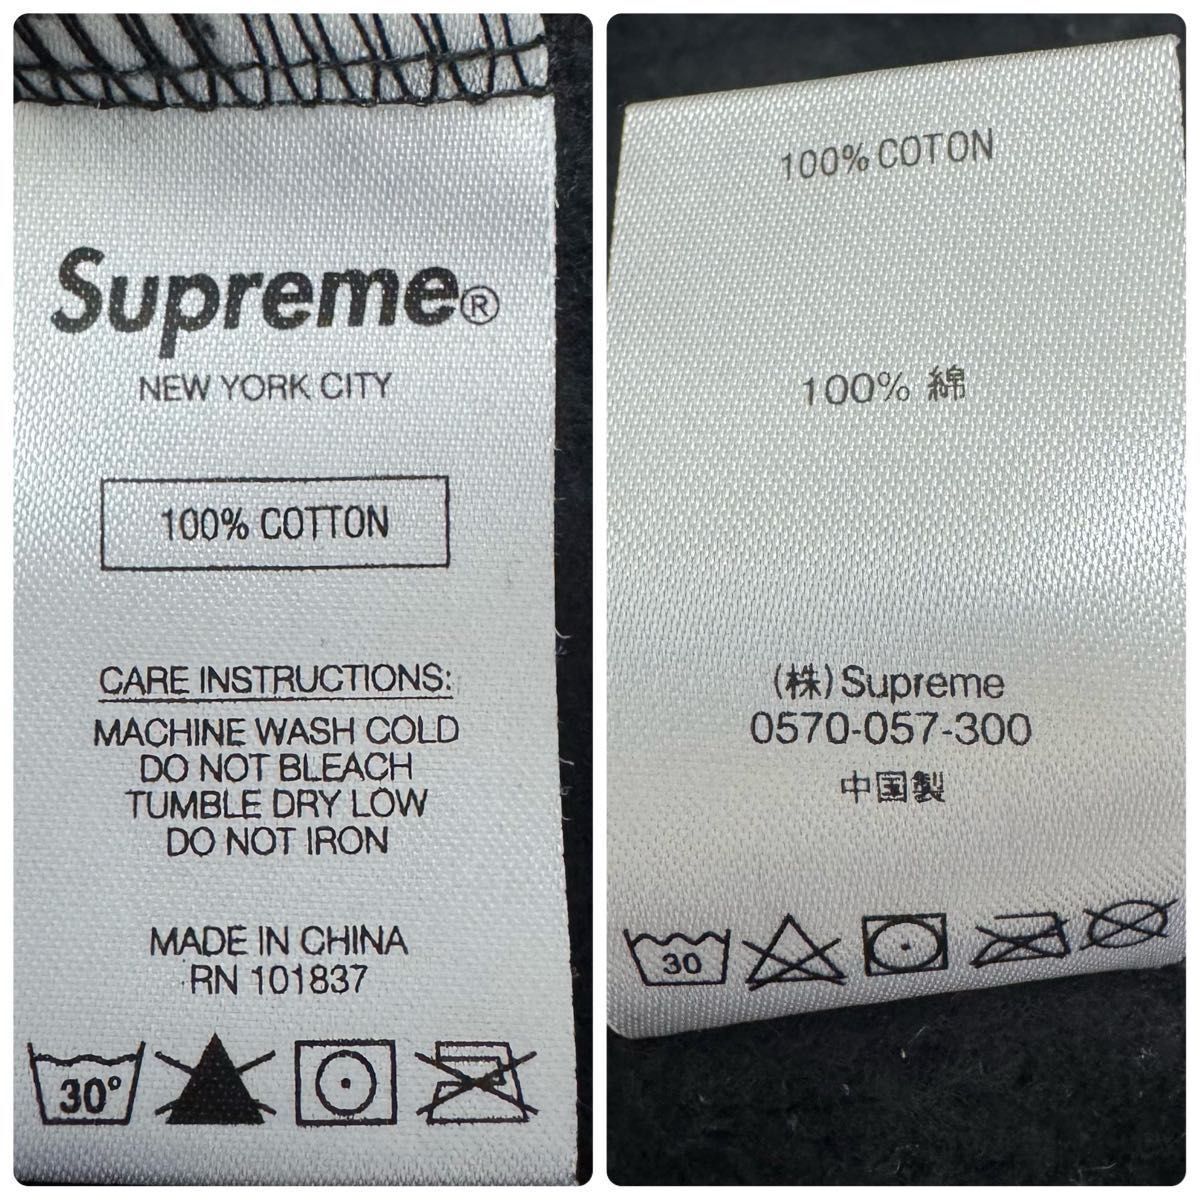 Supreme®
NEW YORK CITY
100% COTTON
CARE INSTRUCTIONS:
MACHINE WASH COLD
DO NOT BLEACH
TUMBLE DRY LOW
DO NOT IRON
MADE IN CHINA
RN 101837
30°
100% COTON
100% 綿
(株)Supreme
0570-057-300
中国製
30